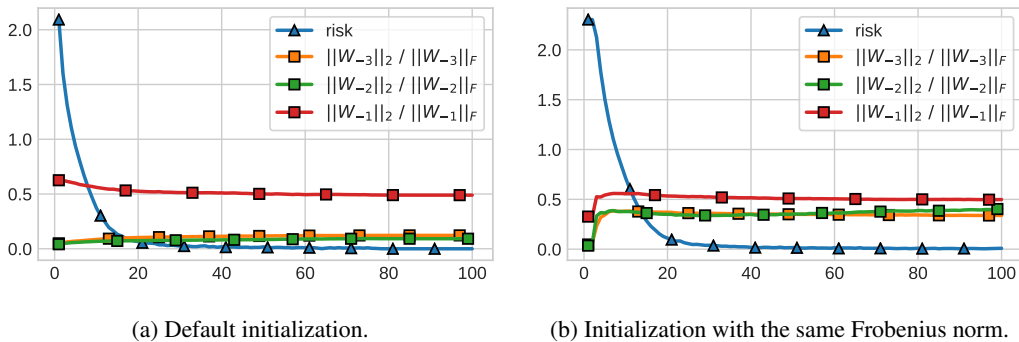 2.0
1.5
1.0
0.5
0.0
0 20 40 60 80 100
risk
||W₋₃||₂ / ||W₋₃||F
||W₋₂||₂ / ||W₋₂||F
||W₋₁||₂ / ||W₋₁||F
(a) Default initialization.
2.0
1.5
1.0
0.5
0.0
0 20 40 60 80 100
risk
||W₋₃||₂ / ||W₋₃||F
||W₋₂||₂ / ||W₋₂||F
||W₋₁||₂ / ||W₋₁||F
(b) Initialization with the same Frobenius norm.